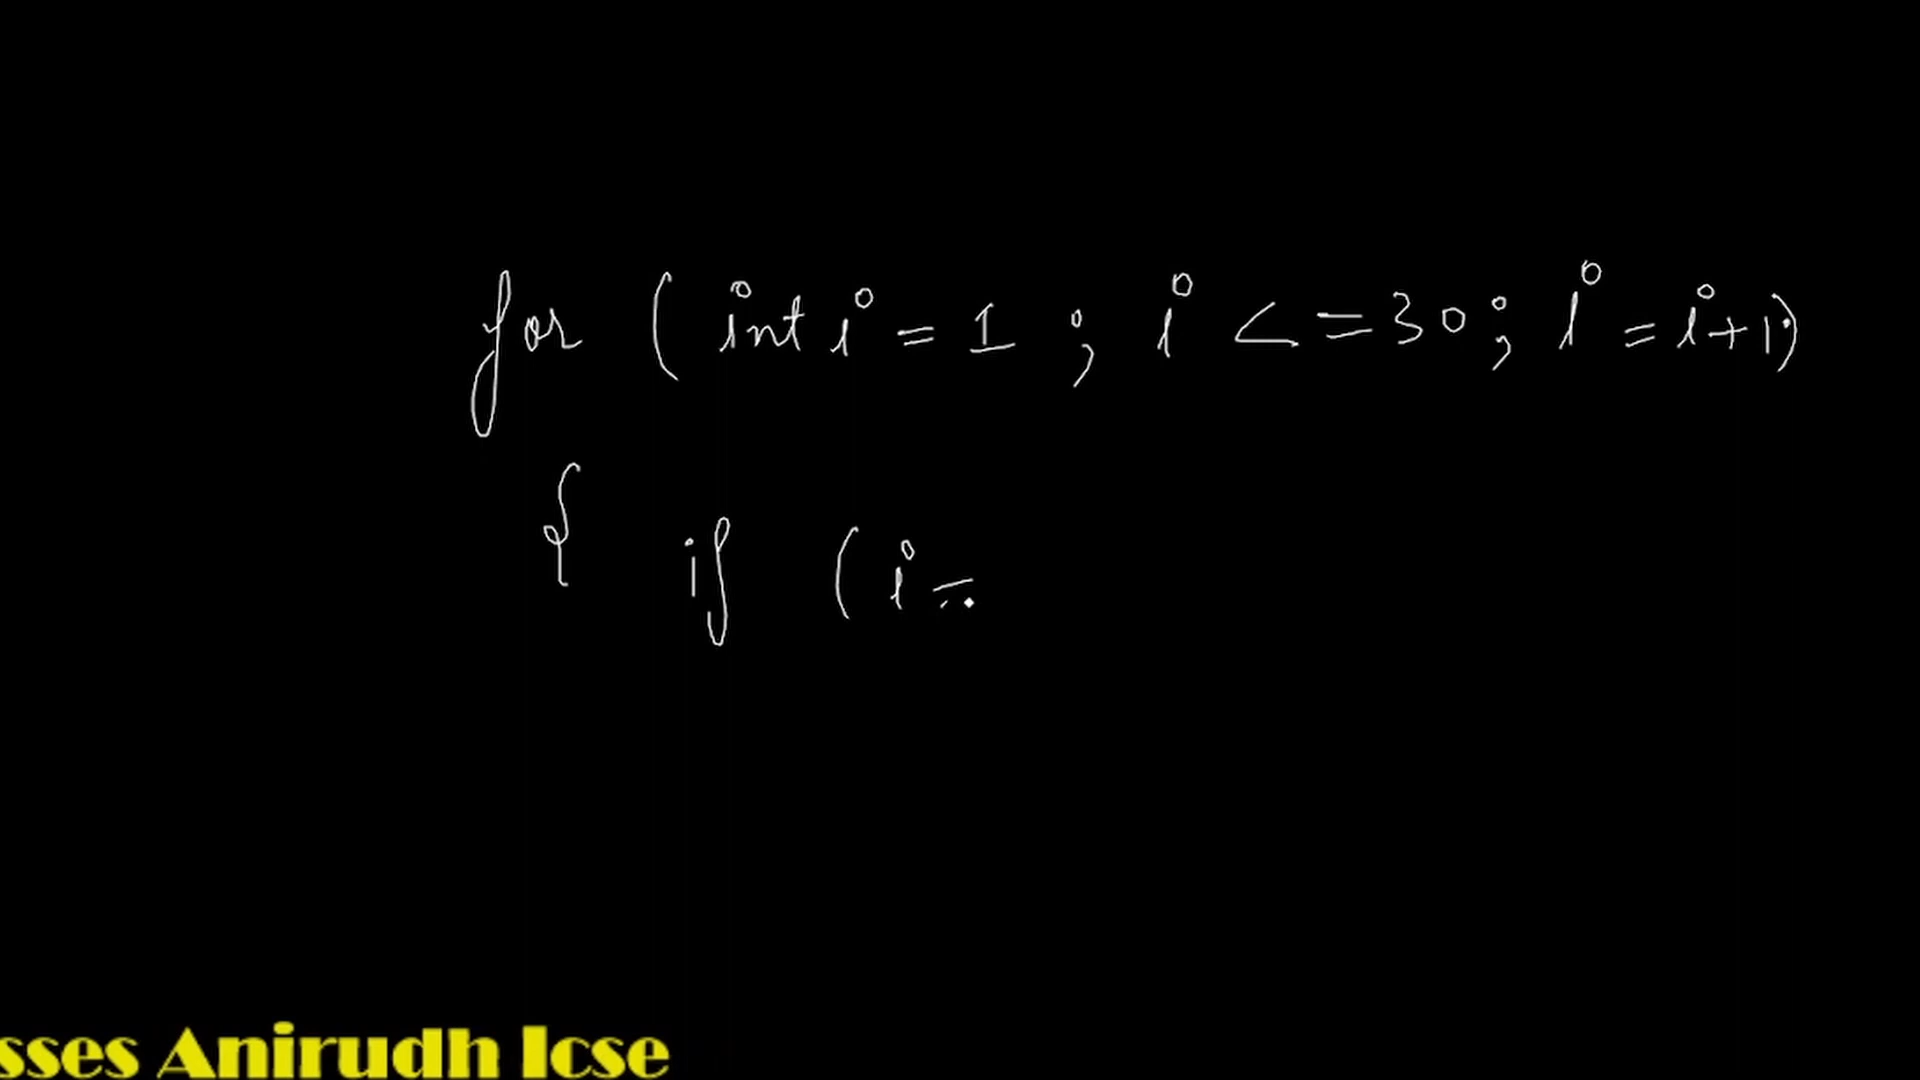 for ( int i = 1 ; i <= 30 ; i = i + 1)
{ if ( i =
sses Anirudh Icse